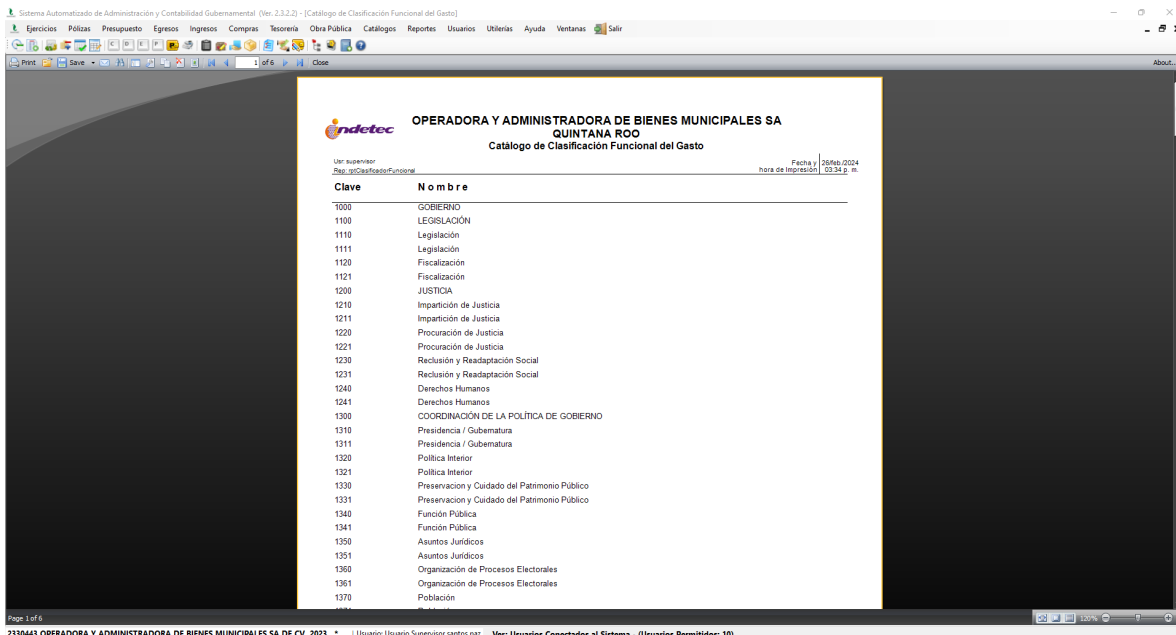 Sistema Automatizado de Administración y Contabilidad Gubernamental (Ver. 2.3.2.2) - [Catálogo de Clasificación Funcional del Gasto]
Ejercicios Pólizas Presupuesto Egresos Ingresos Compras Tesorería Obra Pública Catálogos Reportes Usuarios Utilerías Ayuda Ventanas Salir
Print Save 1 of 6 Close About...
indetec
OPERADORA Y ADMINISTRADORA DE BIENES MUNICIPALES SA
QUINTANA ROO
Catálogo de Clasificación Funcional del Gasto
Usr: supervisor
Rep: rptClasificadorFuncional
Fecha y 26/feb./2024
hora de Impresión 03:34 p. m.
Clave N o m b r e
1000 GOBIERNO
1100 LEGISLACIÓN
1110 Legislación
1111 Legislación
1120 Fiscalización
1121 Fiscalización
1200 JUSTICIA
1210 Impartición de Justicia
1211 Impartición de Justicia
1220 Procuración de Justicia
1221 Procuración de Justicia
1230 Reclusión y Readaptación Social
1231 Reclusión y Readaptación Social
1240 Derechos Humanos
1241 Derechos Humanos
1300 COORDINACIÓN DE LA POLÍTICA DE GOBIERNO
1310 Presidencia / Gubernatura
1311 Presidencia / Gubernatura
1320 Política Interior
1321 Política Interior
1330 Preservacion y Cuidado del Patrimonio Público
1331 Preservacion y Cuidado del Patrimonio Público
1340 Función Pública
1341 Función Pública
1350 Asuntos Jurídicos
1351 Asuntos Jurídicos
1360 Organización de Procesos Electorales
1361 Organización de Procesos Electorales
1370 Población
Page 1 of 6 120%
2330443 OPERADORA Y ADMINISTRADORA DE BIENES MUNICIPALES SA DE CV, 2023 * | Usuario: Usuario Supervisor santos paz Ver: Usuarios Conectados al Sistema - (Usuarios Permitidos: 10)